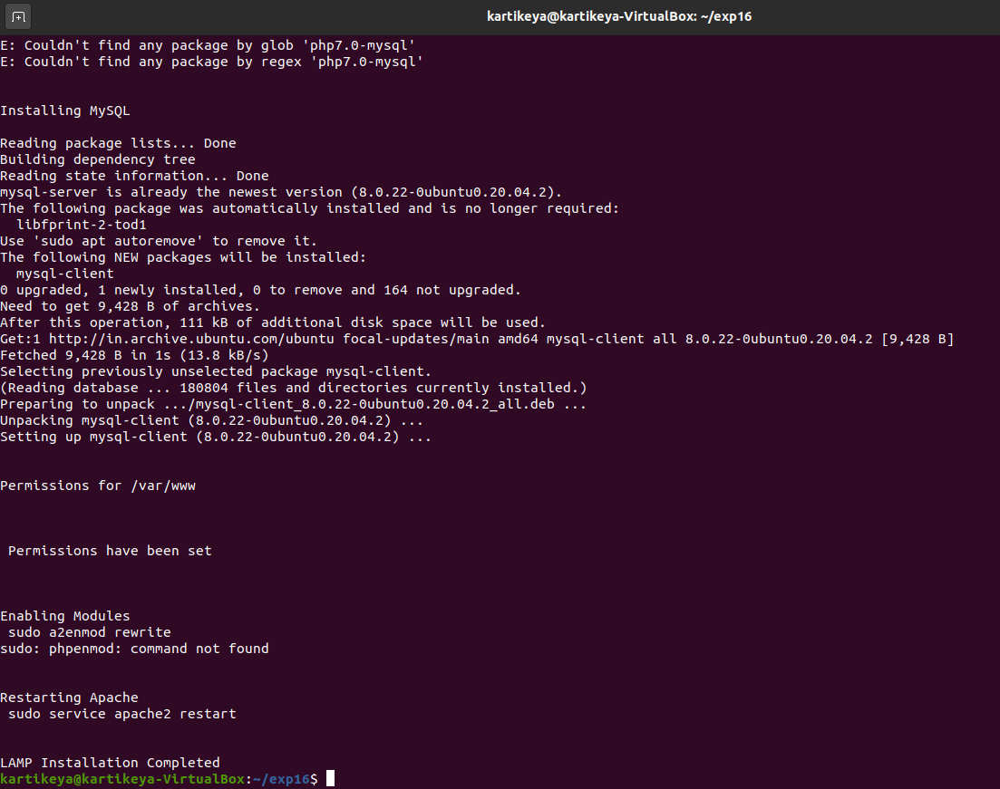 kartikeya@kartikeya-VirtualBox: ~/exp16
E: Couldn't find any package by glob 'php7.0-mysql'
E: Couldn't find any package by regex 'php7.0-mysql'
Installing MySQL
Reading package lists... Done
Building dependency tree
Reading state information... Done
mysql-server is already the newest version (8.0.22-0ubuntu0.20.04.2).
The following package was automatically installed and is no longer required:
  libfprint-2-tod1
Use 'sudo apt autoremove' to remove it.
The following NEW packages will be installed:
  mysql-client
0 upgraded, 1 newly installed, 0 to remove and 164 not upgraded.
Need to get 9,428 B of archives.
After this operation, 111 kB of additional disk space will be used.
Get:1 http://in.archive.ubuntu.com/ubuntu focal-updates/main amd64 mysql-client all 8.0.22-0ubuntu0.20.04.2 [9,428 B]
Fetched 9,428 B in 1s (13.8 kB/s)
Selecting previously unselected package mysql-client.
(Reading database ... 180804 files and directories currently installed.)
Preparing to unpack .../mysql-client_8.0.22-0ubuntu0.20.04.2_all.deb ...
Unpacking mysql-client (8.0.22-0ubuntu0.20.04.2) ...
Setting up mysql-client (8.0.22-0ubuntu0.20.04.2) ...
Permissions for /var/www
 Permissions have been set
Enabling Modules
 sudo a2enmod rewrite
sudo: phpenmod: command not found
Restarting Apache
 sudo service apache2 restart
LAMP Installation Completed
kartikeya@kartikeya-VirtualBox:~/exp16$